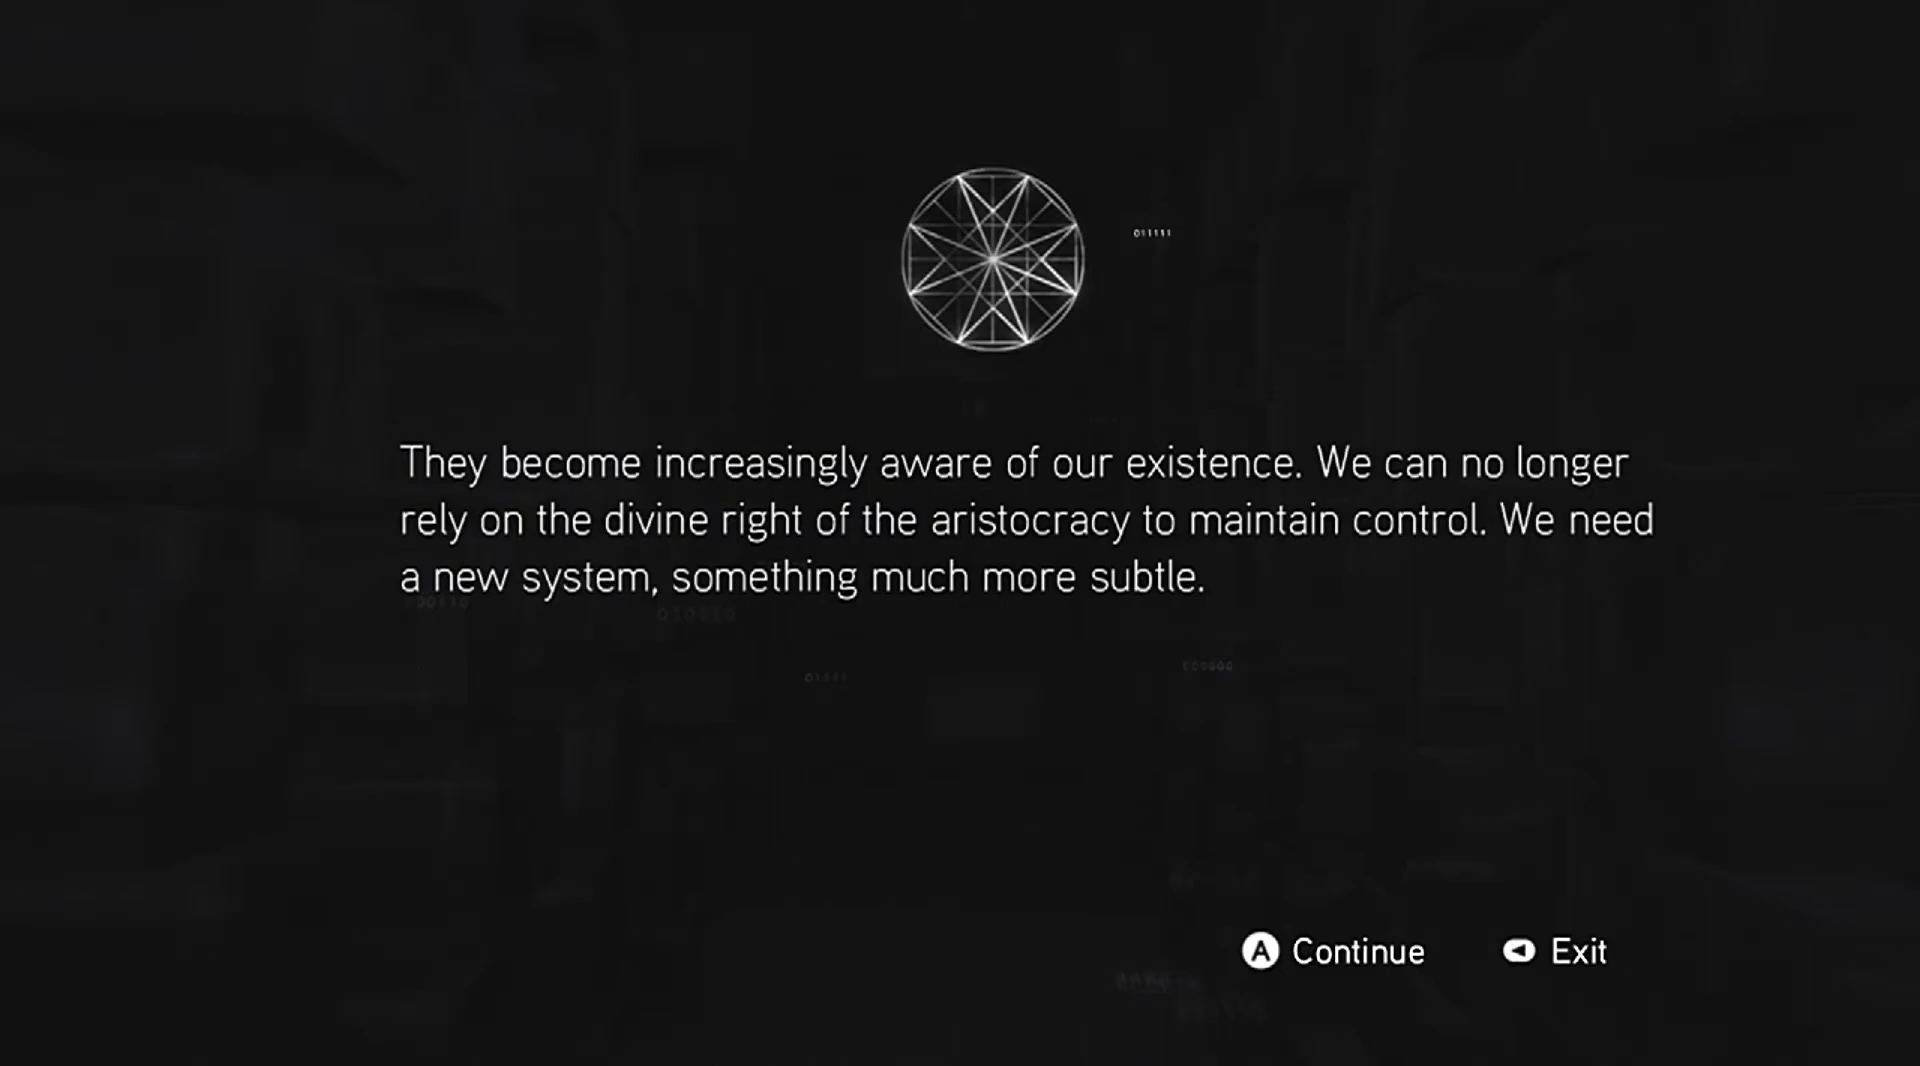 011111
They become increasingly aware of our existence. We can no longer
rely on the divine right of the aristocracy to maintain control. We need
a new system, something much more subtle.
A Continue
Exit